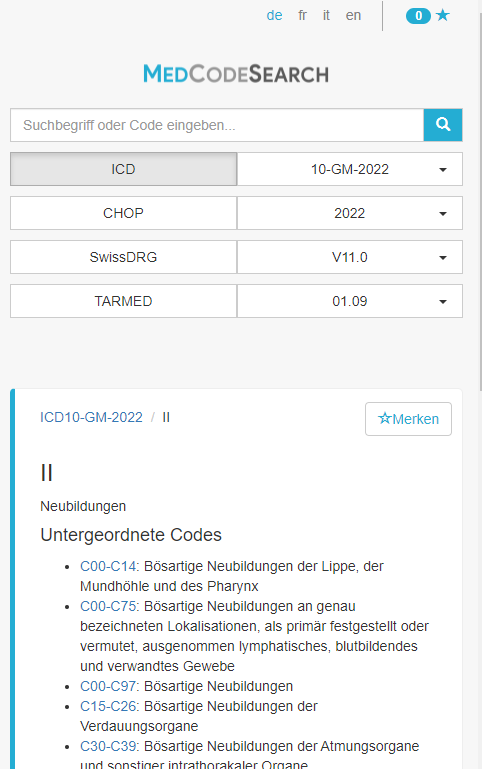 de fr it en 0
MEDCODESEARCH
Suchbegriff oder Code eingeben...
ICD 10-GM-2022
CHOP 2022
SwissDRG V11.0
TARMED 01.09
ICD10-GM-2022 / II Merken
II
Neubildungen
Untergeordnete Codes
C00-C14: Bösartige Neubildungen der Lippe, der
Mundhöhle und des Pharynx
C00-C75: Bösartige Neubildungen an genau
bezeichneten Lokalisationen, als primär festgestellt oder
vermutet, ausgenommen lymphatisches, blutbildendes
und verwandtes Gewebe
C00-C97: Bösartige Neubildungen
C15-C26: Bösartige Neubildungen der
Verdauungsorgane
C30-C39: Bösartige Neubildungen der Atmungsorgane
und sonstiger intrathorakaler Organe